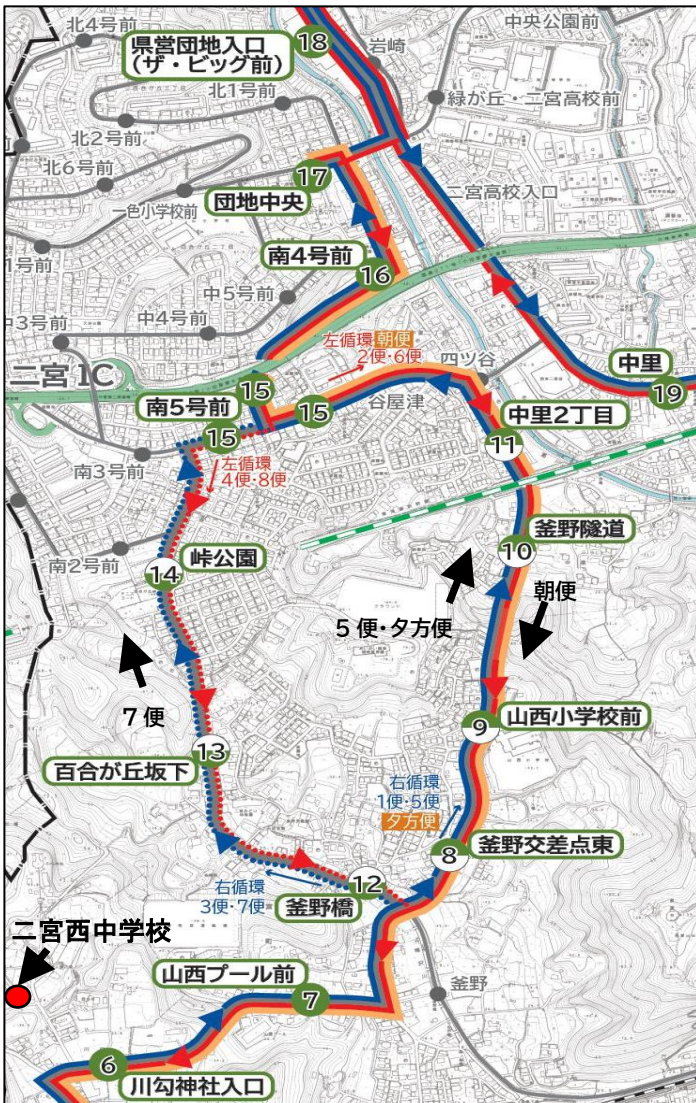 北4号前
県営団地入口
(ザ・ビッグ前)
18
岩崎
中央公園前
北1号前
緑が丘・二宮高校前
北2号前
北6号前
17
団地中央
二宮高校入口
一色小学校前
南4号前
16
1号前
中5号前
中4号前
中3号前
左循環 朝便
2便・6便
四ツ谷
中里
19
二宮IC
15
南5号前
15
15
谷屋津
中里2丁目
11
南3号前
左循環
4便・8便
釜野隧道
10
南2号前
14
峠公園
5便・夕方便
朝便
7便
9
山西小学校前
13
百合が丘坂下
右循環
1便・5便
夕方便
8
釜野交差点東
12
釜野橋
右循環
3便・7便
二宮西中学校
山西プール前
7
釜野
6
川勾神社入口